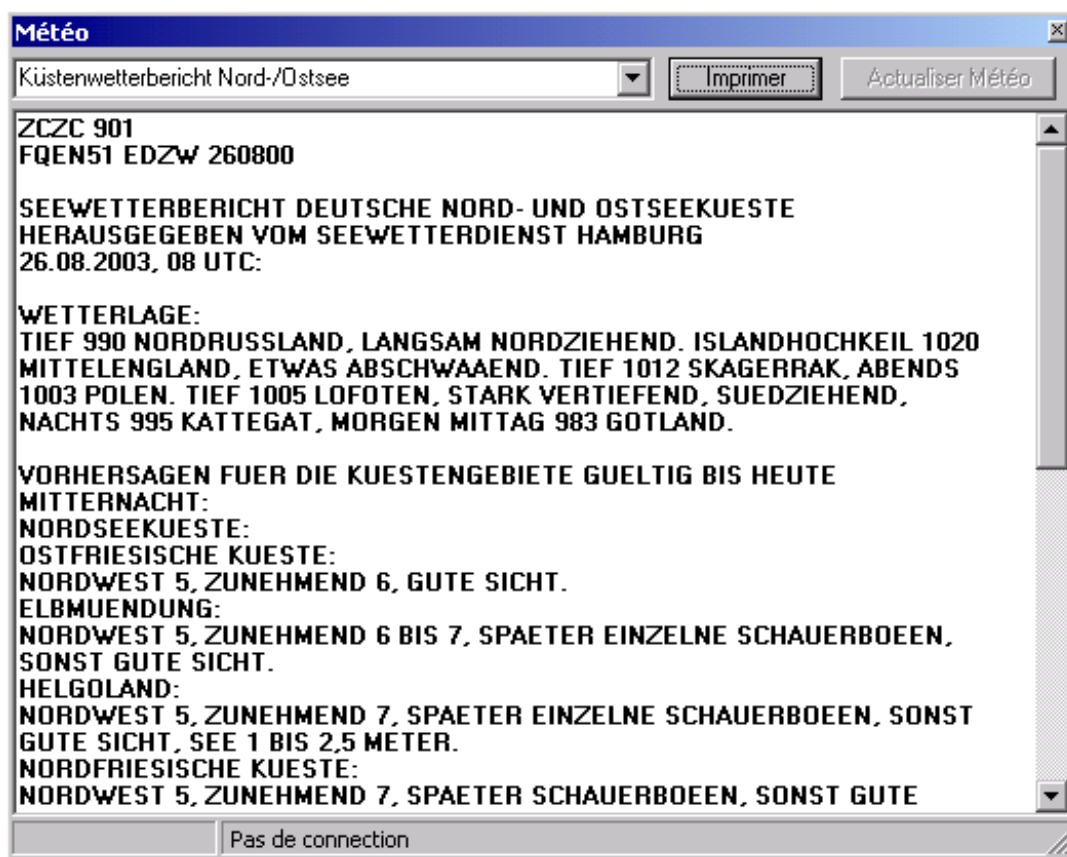 Météo
Küstenwetterbericht Nord-/Ostsee
Imprimer
Actualiser Météo
ZCZC 901
FQEN51 EDZW 260800
SEEWETTERBERICHT DEUTSCHE NORD- UND OSTSEEKUESTE
HERAUSGEGEBEN VOM SEEWETTERDIENST HAMBURG
26.08.2003, 08 UTC:
WETTERLAGE:
TIEF 990 NORDRUSSLAND, LANGSAM NORDZIEHEND. ISLANDHOCHKEIL 1020
MITTELENGLAND, ETWAS ABSCHWAAEND. TIEF 1012 SKAGERRAK, ABENDS
1003 POLEN. TIEF 1005 LOFOTEN, STARK VERTIEFEND, SUEDZIEHEND,
NACHTS 995 KATTEGAT, MORGEN MITTAG 983 GOTLAND.
VORHERSAGEN FUER DIE KUESTENGEBIETE GUELTIG BIS HEUTE
MITTERNACHT:
NORDSEEKUESTE:
OSTFRIESISCHE KUESTE:
NORDWEST 5, ZUNEHMEND 6, GUTE SICHT.
ELBMUENDUNG:
NORDWEST 5, ZUNEHMEND 6 BIS 7, SPAETER EINZELNE SCHAUERBOEEN,
SONST GUTE SICHT.
HELGOLAND:
NORDWEST 5, ZUNEHMEND 7, SPAETER EINZELNE SCHAUERBOEEN, SONST
GUTE SICHT, SEE 1 BIS 2,5 METER.
NORDFRIESISCHE KUESTE:
NORDWEST 5, ZUNEHMEND 7, SPAETER SCHAUERBOEEN, SONST GUTE
Pas de connection